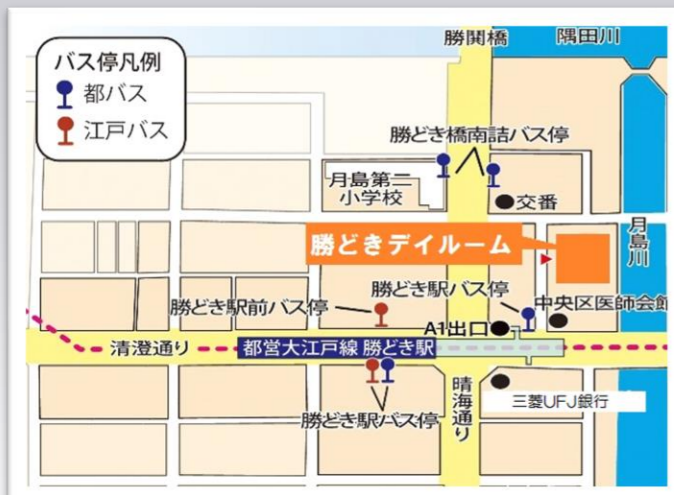 勝関橋
隅田川
バス停凡例
都バス
江戸バス
勝どき橋南詰バス停
月島第二
小学校
交番
月島川
勝どきデイルーム
勝どき駅前バス停
勝どき駅バス停
中央区医師会館
A1出口
清澄通り
都営大江戸線 勝どき駅
晴海通り
勝どき駅バス停
三菱UFJ銀行